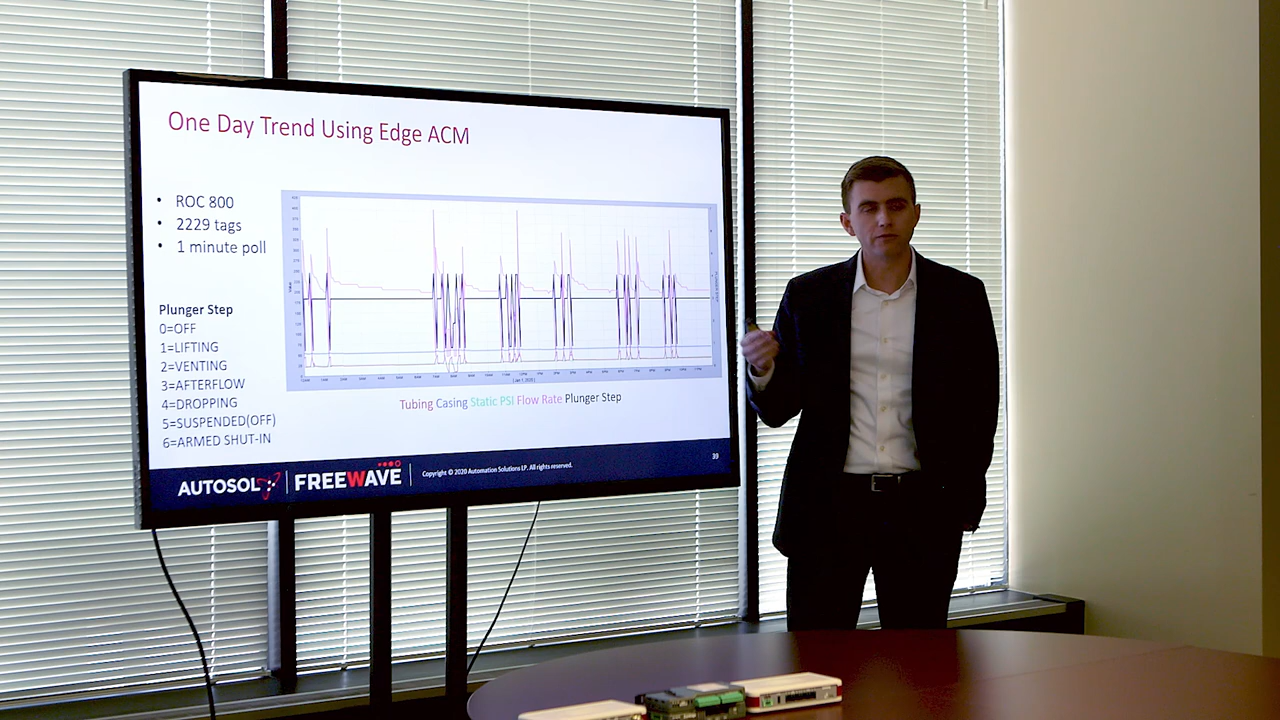 One Day Trend Using Edge ACM
• ROC 800
• 2229 tags
• 1 minute poll
Plunger Step
0=OFF
1=LIFTING
2=VENTING
3=AFTERFLOW
4=DROPPING
5=SUSPENDED(OFF)
6=ARMED SHUT-IN
Tubing Casing Static PSI Flow Rate Plunger Step
AUTOSOL
FREEWAVE
Copyright © 2020 Automation Solutions LP. All rights reserved.
39